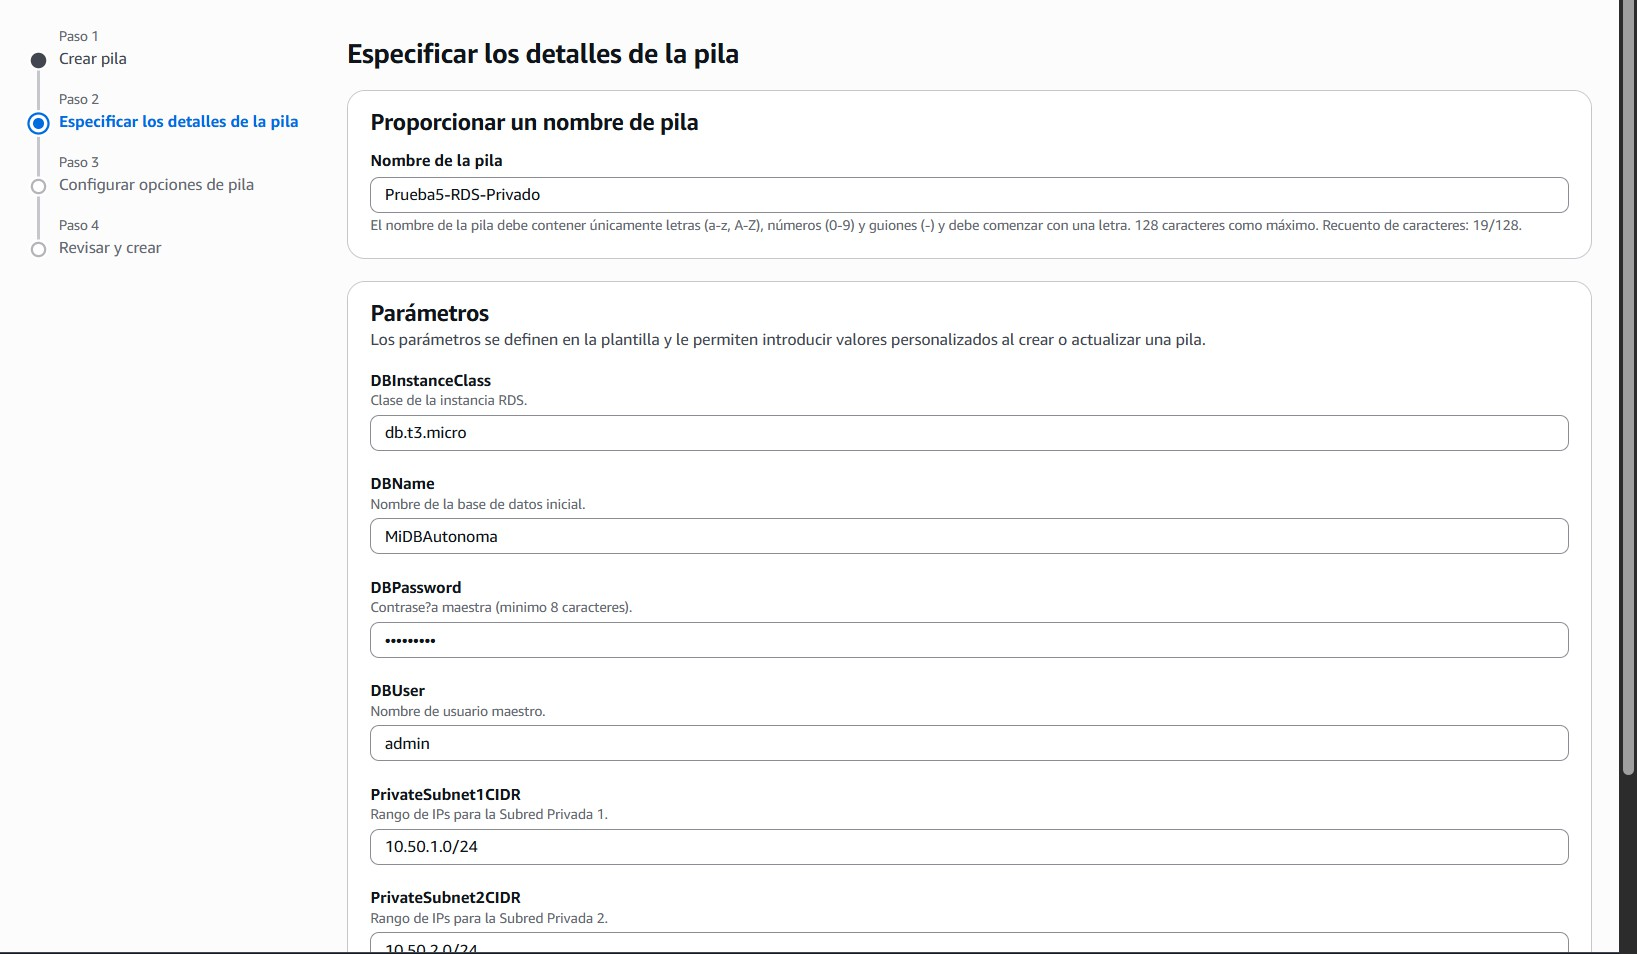 Paso 1
Crear pila
Paso 2
Especificar los detalles de la pila
Paso 3
Configurar opciones de pila
Paso 4
Revisar y crear
Especificar los detalles de la pila
Proporcionar un nombre de pila
Nombre de la pila
Prueba5-RDS-Privado
El nombre de la pila debe contener únicamente letras (a-z, A-Z), números (0-9) y guiones (-) y debe comenzar con una letra. 128 caracteres como máximo. Recuento de caracteres: 19/128.
Parámetros
Los parámetros se definen en la plantilla y le permiten introducir valores personalizados al crear o actualizar una pila.
DBInstanceClass
Clase de la instancia RDS.
db.t3.micro
DBName
Nombre de la base de datos inicial.
MiDBAutonoma
DBPassword
Contrase?a maestra (minimo 8 caracteres).
•••••••••
DBUser
Nombre de usuario maestro.
admin
PrivateSubnet1CIDR
Rango de IPs para la Subred Privada 1.
10.50.1.0/24
PrivateSubnet2CIDR
Rango de IPs para la Subred Privada 2.
10.50.2.0/24